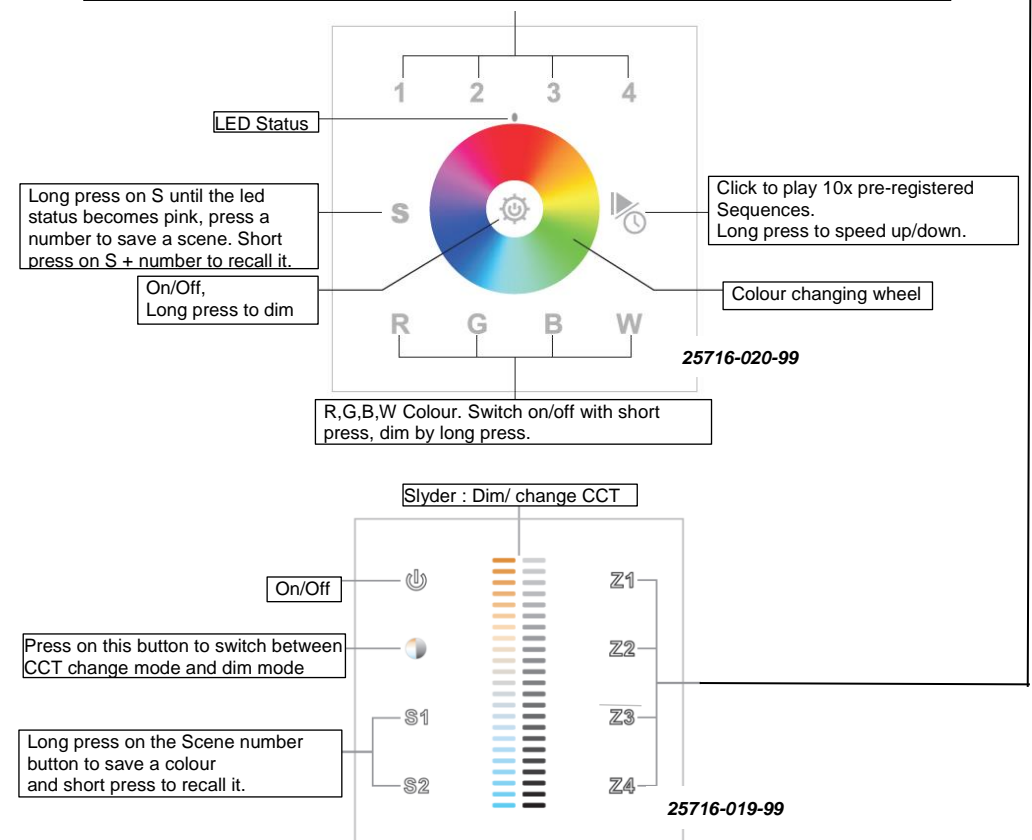 1 2 3 4
LED Status
Long press on S until the led
status becomes pink, press a
number to save a scene. Short
press on S + number to recall it.
S
Click to play 10x pre-registered
Sequences.
Long press to speed up/down.
On/Off,
Long press to dim
Colour changing wheel
R G B W
25716-020-99
R,G,B,W Colour. Switch on/off with short
press, dim by long press.
Slyder : Dim/ change CCT
On/Off
Z1
Press on this button to switch between
CCT change mode and dim mode
Z2
S1
Z3
Long press on the Scene number
button to save a colour
and short press to recall it.
S2
Z4
25716-019-99